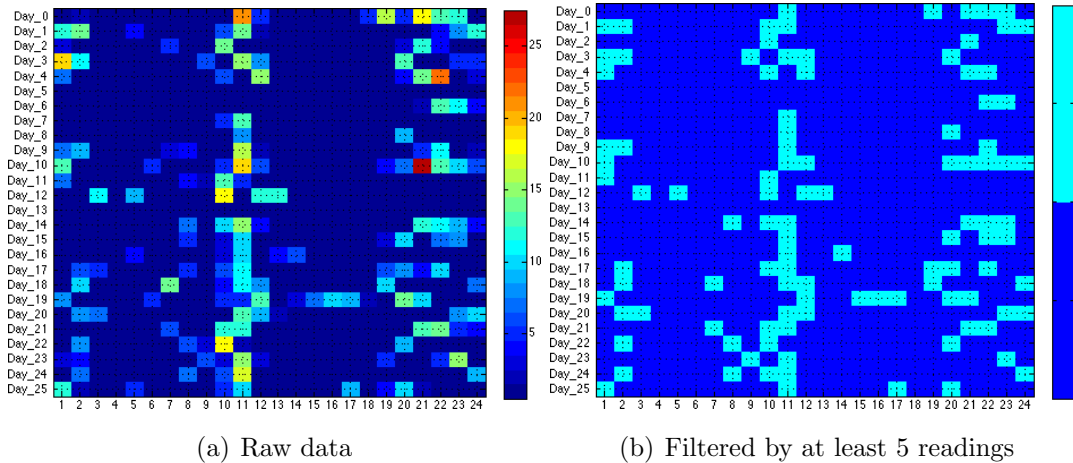 Day_0
Day_1
Day_2
Day_3
Day_4
Day_5
Day_6
Day_7
Day_8
Day_9
Day_10
Day_11
Day_12
Day_13
Day_14
Day_15
Day_16
Day_17
Day_18
Day_19
Day_20
Day_21
Day_22
Day_23
Day_24
Day_25
1 2 3 4 5 6 7 8 9 10 11 12 13 14 15 16 17 18 19 20 21 22 23 24
25
20
15
10
5
(a) Raw data
Day_0
Day_1
Day_2
Day_3
Day_4
Day_5
Day_6
Day_7
Day_8
Day_9
Day_10
Day_11
Day_12
Day_13
Day_14
Day_15
Day_16
Day_17
Day_18
Day_19
Day_20
Day_21
Day_22
Day_23
Day_24
Day_25
1 2 3 4 5 6 7 8 9 10 11 12 13 14 15 16 17 18 19 20 21 22 23 24
(b) Filtered by at least 5 readings